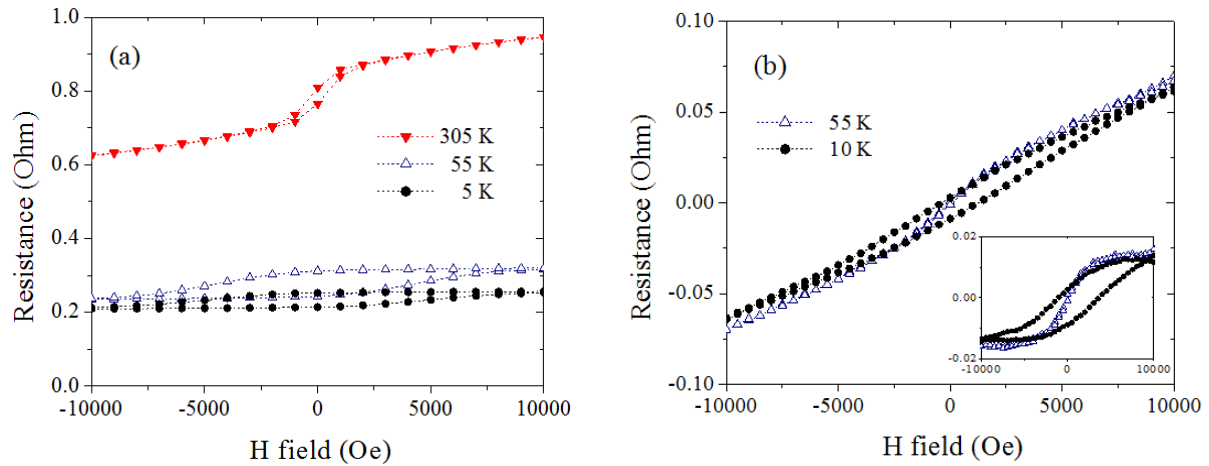 (a)
Resistance (Ohm)
1.0
0.8
0.6
0.4
0.2
0.0
305 K
55 K
5 K
-10000 -5000 0 5000 10000
H field (Oe)
(b)
Resistance (Ohm)
0.10
0.05
0.00
-0.05
-0.10
55 K
10 K
0.02
0.00
-0.02
-10000 0 10000
-10000 -5000 0 5000 10000
H field (Oe)